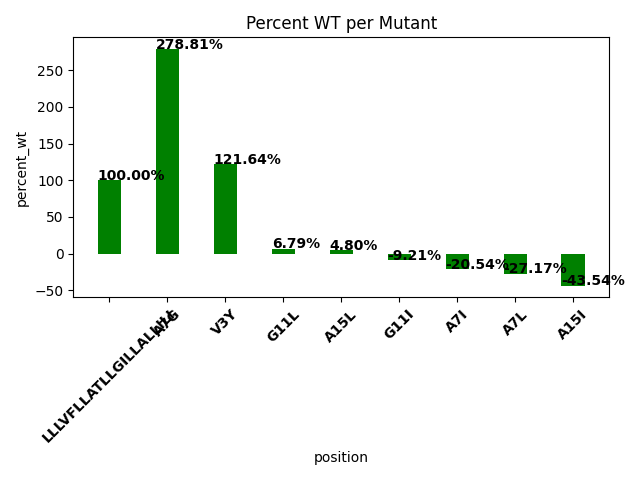 Percent WT per Mutant
percent_wt
250
200
150
100
50
0
−50
100.00%
278.81%
121.64%
6.79%
4.80%
-9.21%
-20.54%
-27.17%
-43.54%
A7G
V3Y
G11L
A15L
G11I
A7I
A7L
A15I
position